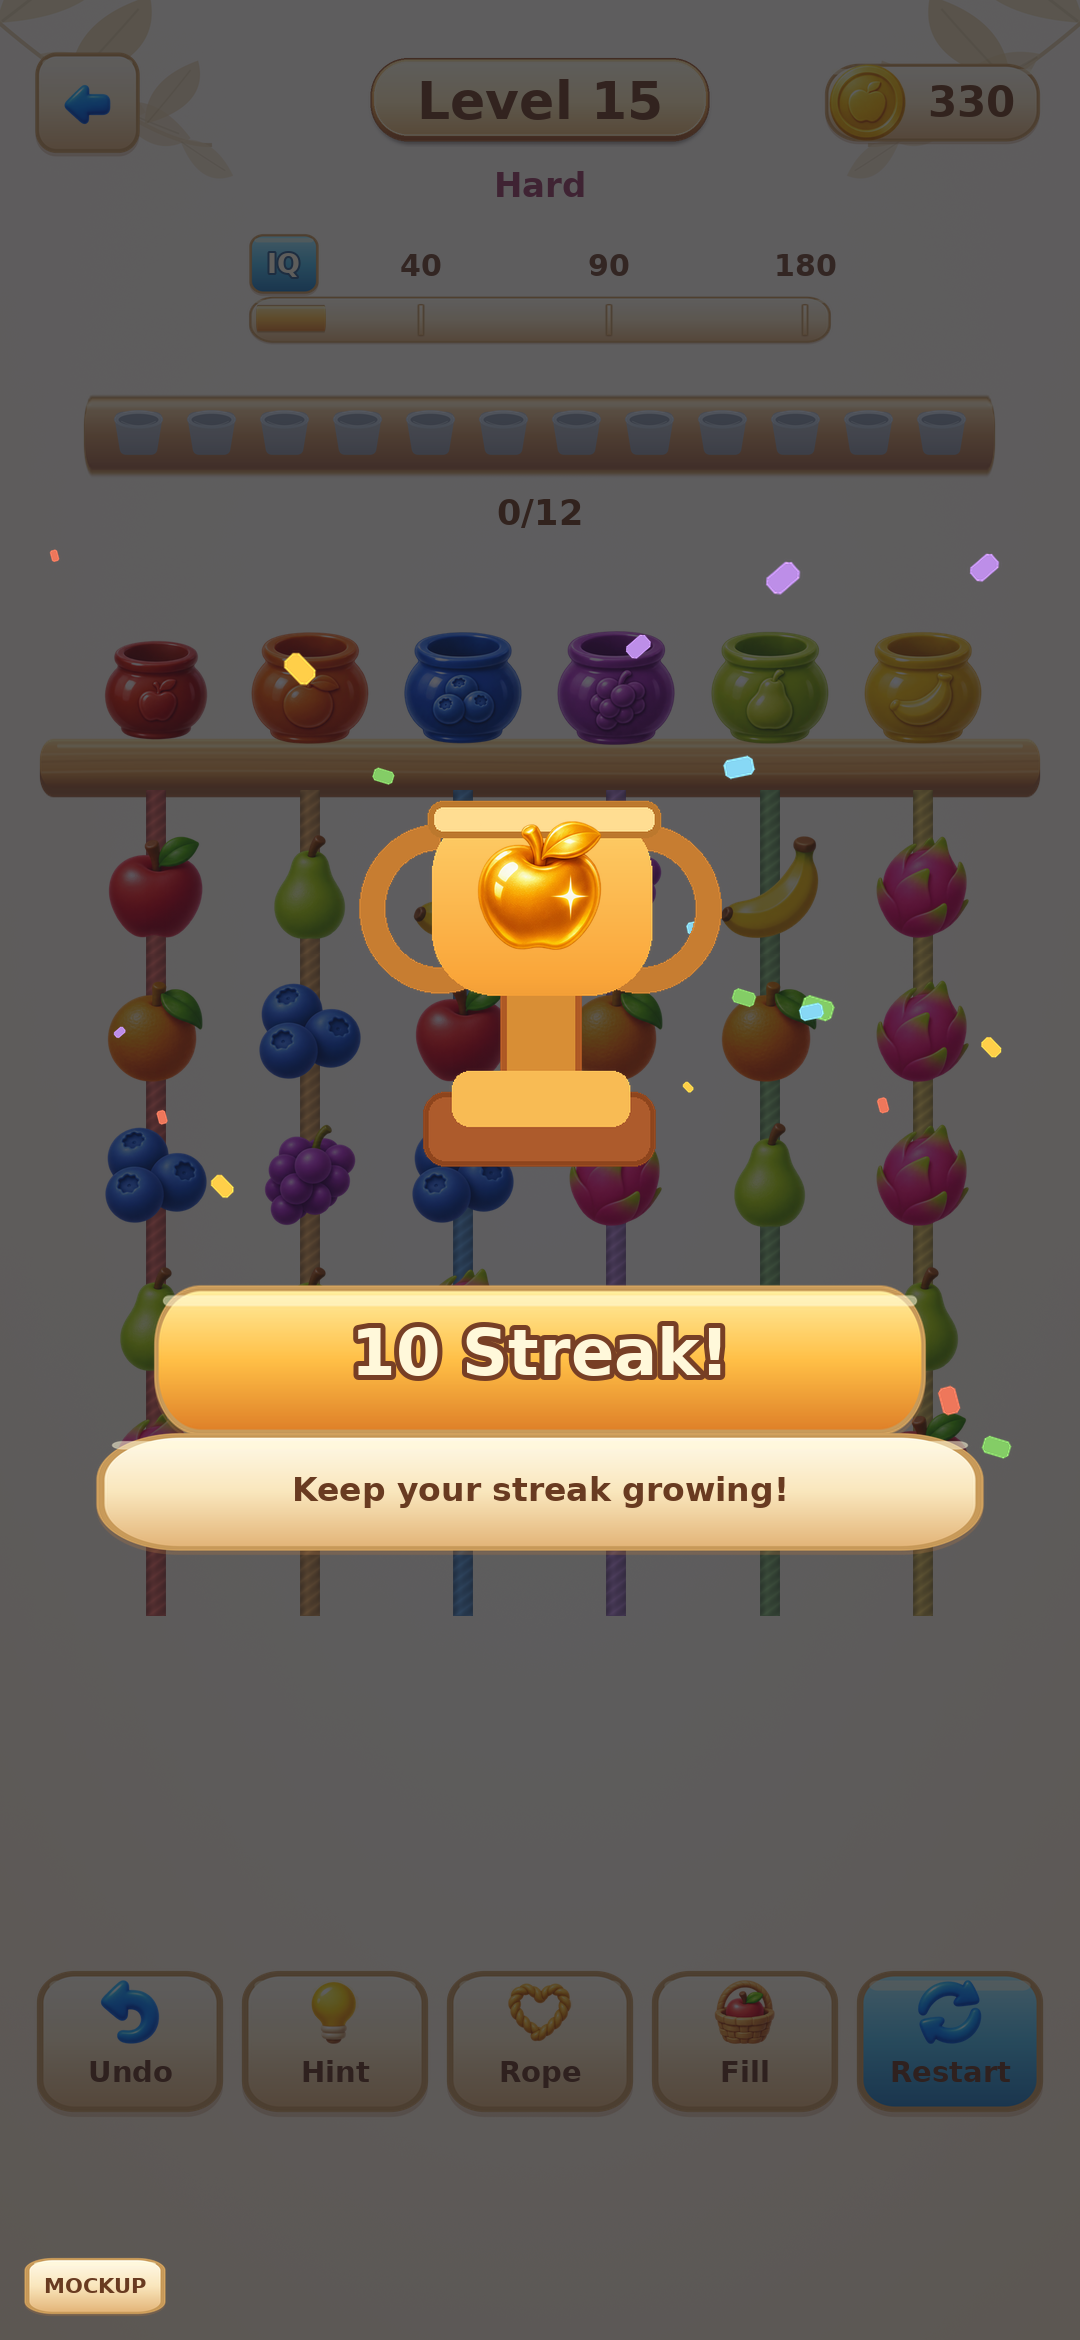 Level 15
330
Hard
IQ
40
90
180
0/12
10 Streak!
Keep your streak growing!
Undo
Hint
Rope
Fill
Restart
MOCKUP